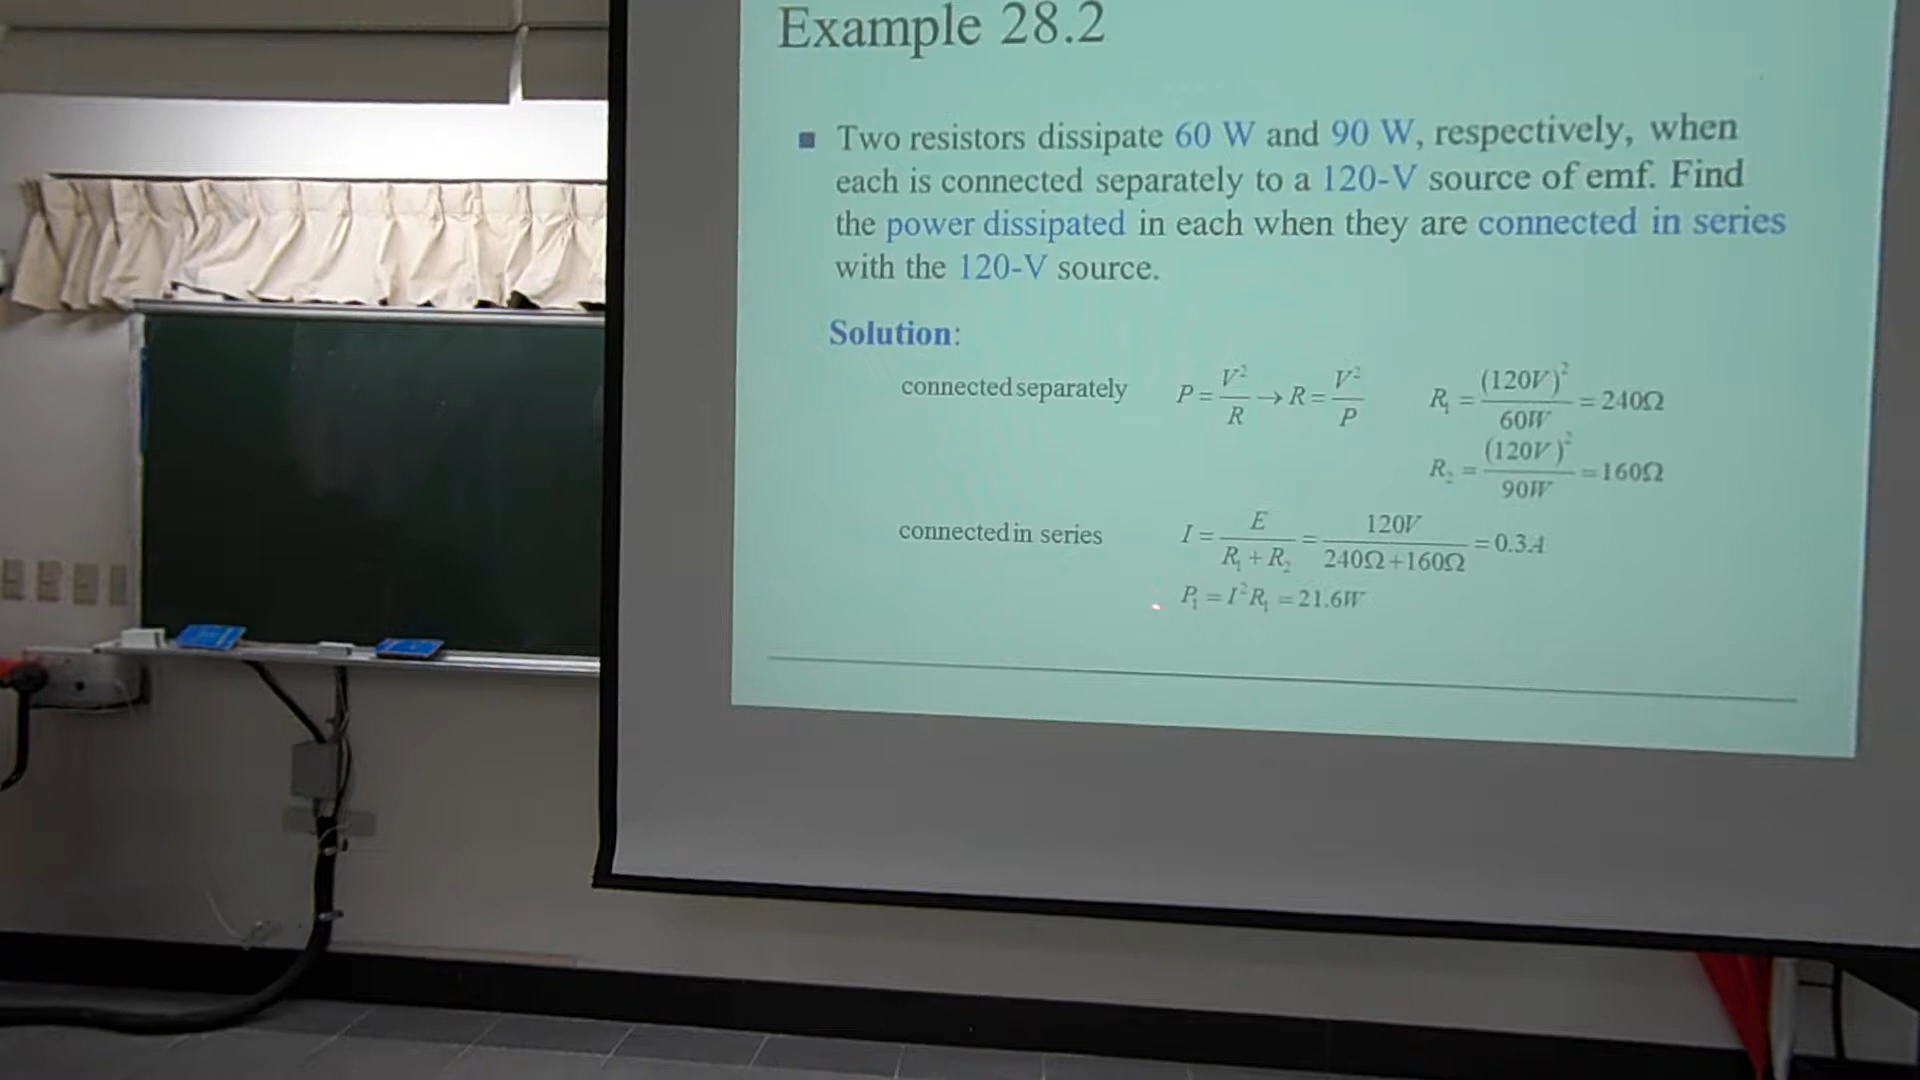 Example 28.2
■ Two resistors dissipate 60 W and 90 W, respectively, when
each is connected separately to a 120-V source of emf. Find
the power dissipated in each when they are connected in series
with the 120-V source.
Solution:
connected separately P = V²/R → R = V²/P R₁ = (120V)²/60W = 240Ω
R₂ = (120V)²/90W = 160Ω
connected in series I = E/(R₁ + R₂) = 120V/(240Ω+160Ω) = 0.3A
P₁ = I²R₁ = 21.6W